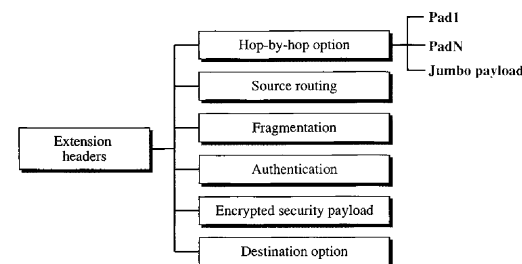 Pad1
Hop-by-hop option
PadN
Jumbo payload
Source routing
Fragmentation
Extension
headers
Authentication
Encrypted security payload
Destination option